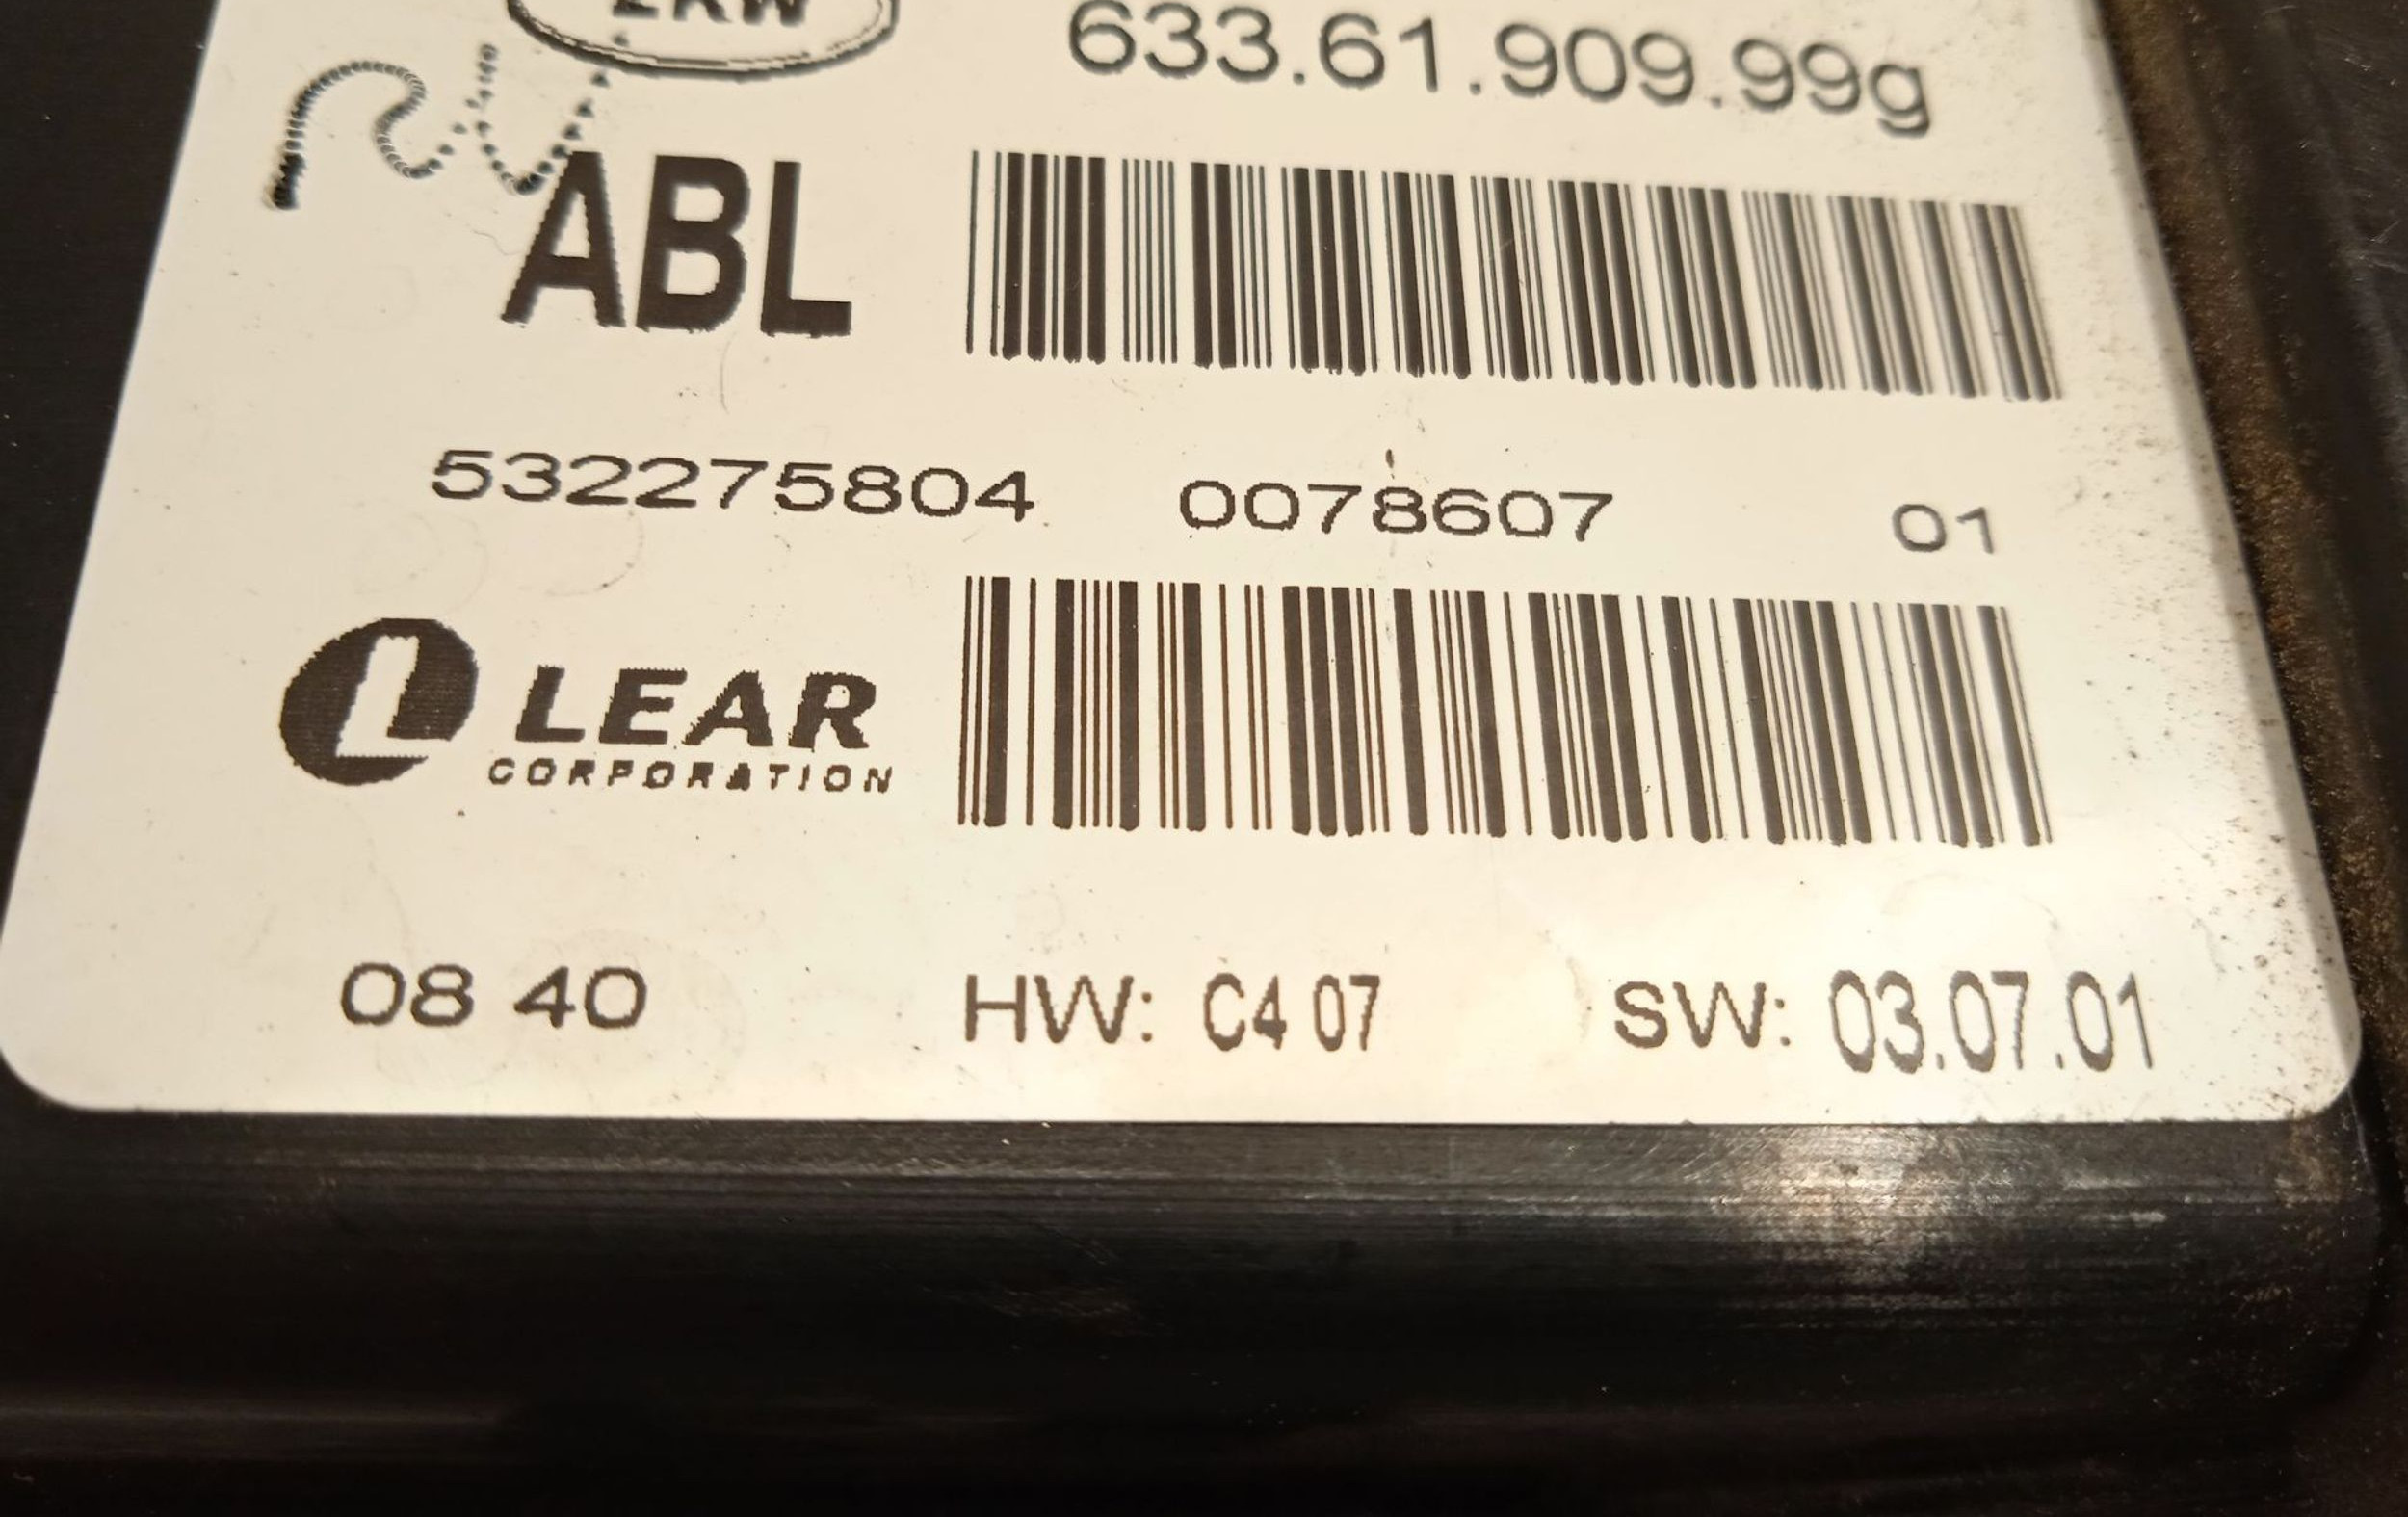 633.61.909.99g
ABL
532275804 0078607 01
LEAR
CORPORATION
08 40 HW: C4 07 SW: 03.07.01